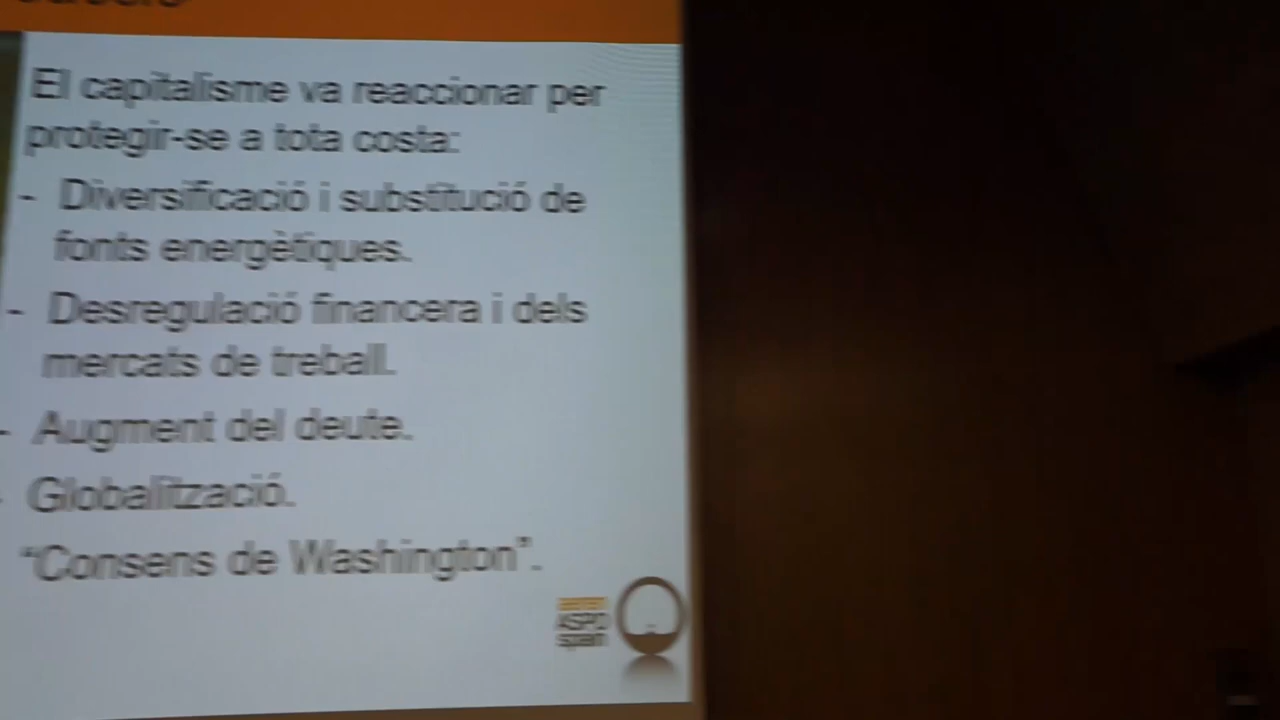 El capitalisme va reaccionar per
protegir-se a tota costa:
- Diversificació i substitució de
fonts energètiques.
- Desregulació financera i dels
mercats de treball.
- Augment del deute.
- Globalització.
"Consens de Washington".
ASPO
spain